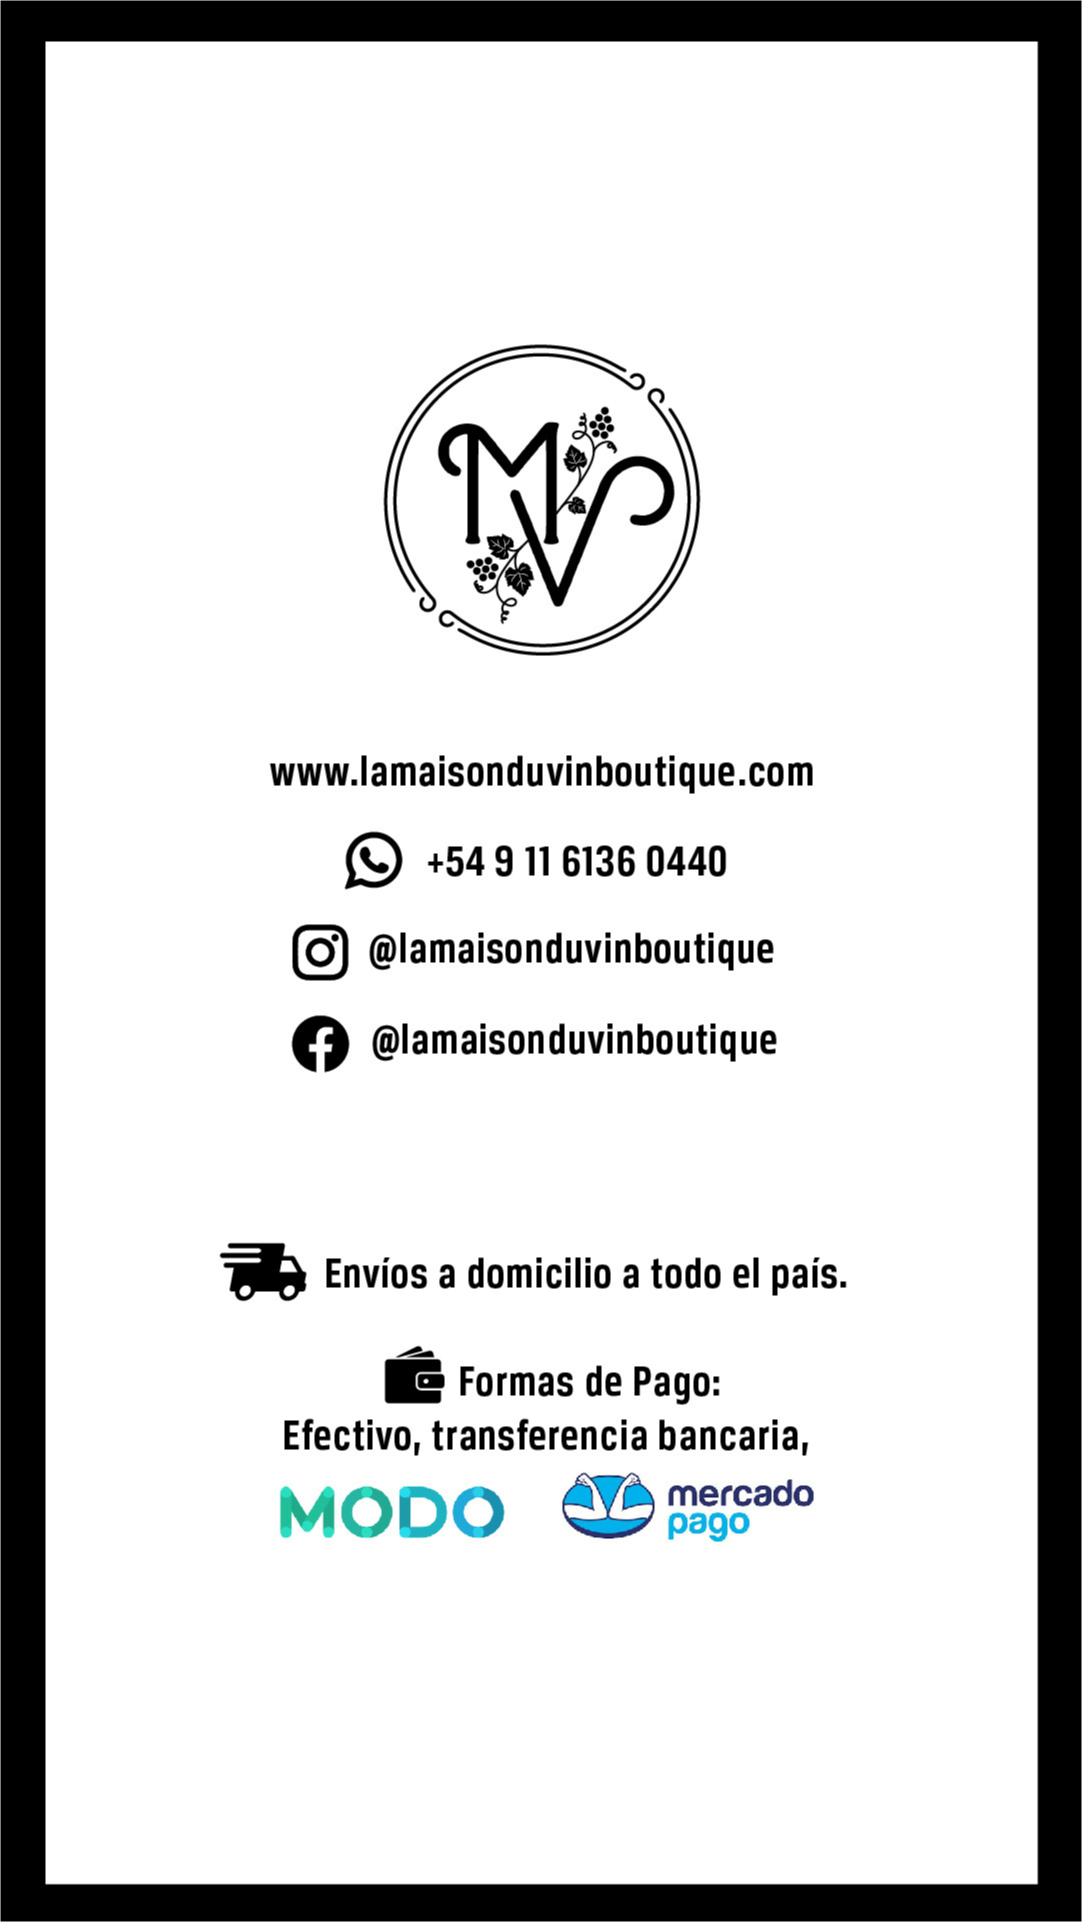 MV
www.lamaisonduvinboutique.com
+54 9 11 6136 0440
@lamaisonduvinboutique
@lamaisonduvinboutique
Envíos a domicilio a todo el país.
Formas de Pago:
Efectivo, transferencia bancaria,
MODO mercado
pago